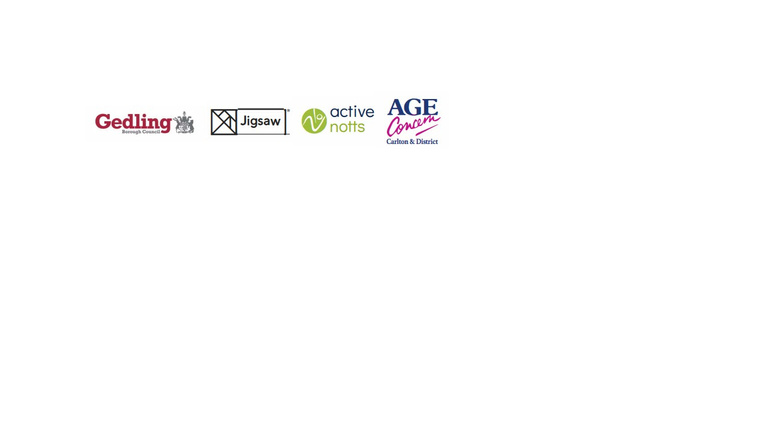 Gedling
Borough Council
Jigsaw
active
notts
AGE
Concern
Carlton & District